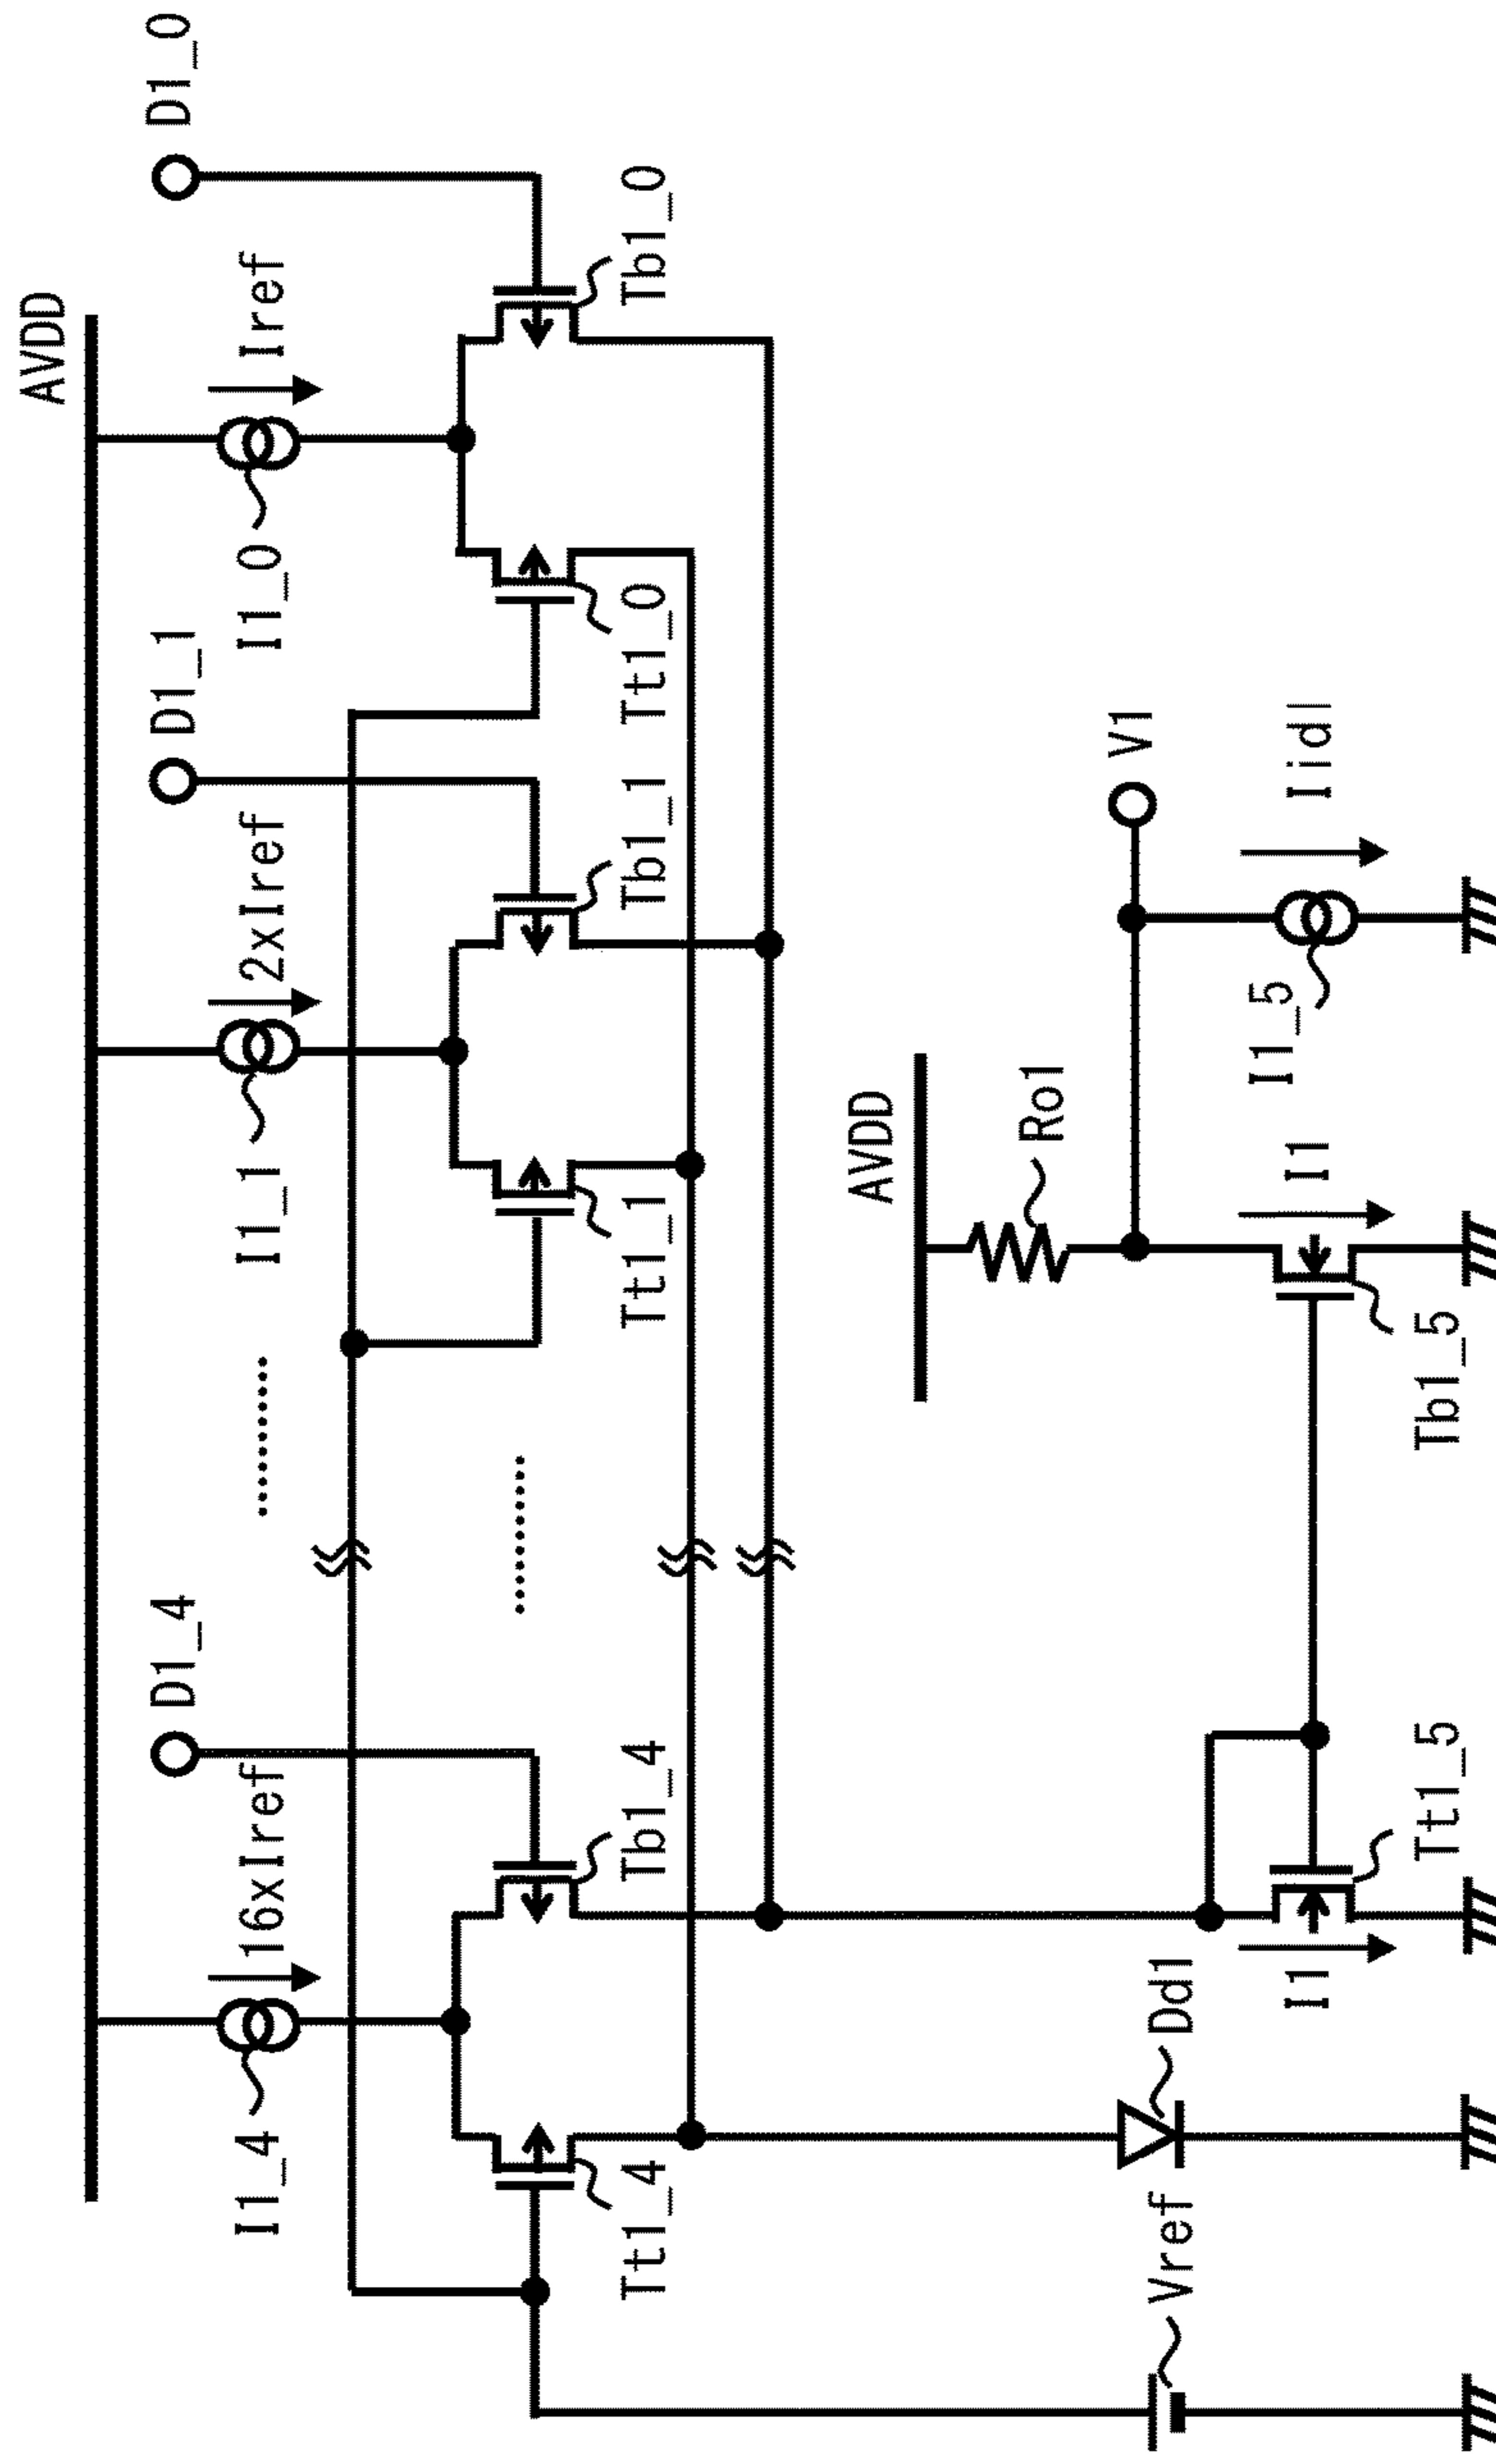 AVDD
D1_4
D1_1
D1_0
I1_4
16xIref
I1_1
2xIref
I1_0
Iref
Tt1_4
Tb1_4
Tt1_1
Tb1_1
Tt1_0
Tb1_0
AVDD
Ro1
V1
Vref
Dd1
I1
Tt1_5
Tb1_5
I1
I1_5
Iidl